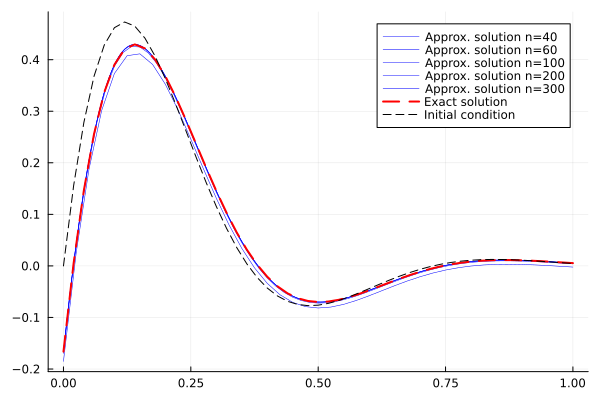 Approx. solution n=40
Approx. solution n=60
Approx. solution n=100
Approx. solution n=200
Approx. solution n=300
Exact solution
Initial condition
0.4
0.3
0.2
0.1
0.0
−0.1
−0.2
0.00 0.25 0.50 0.75 1.00